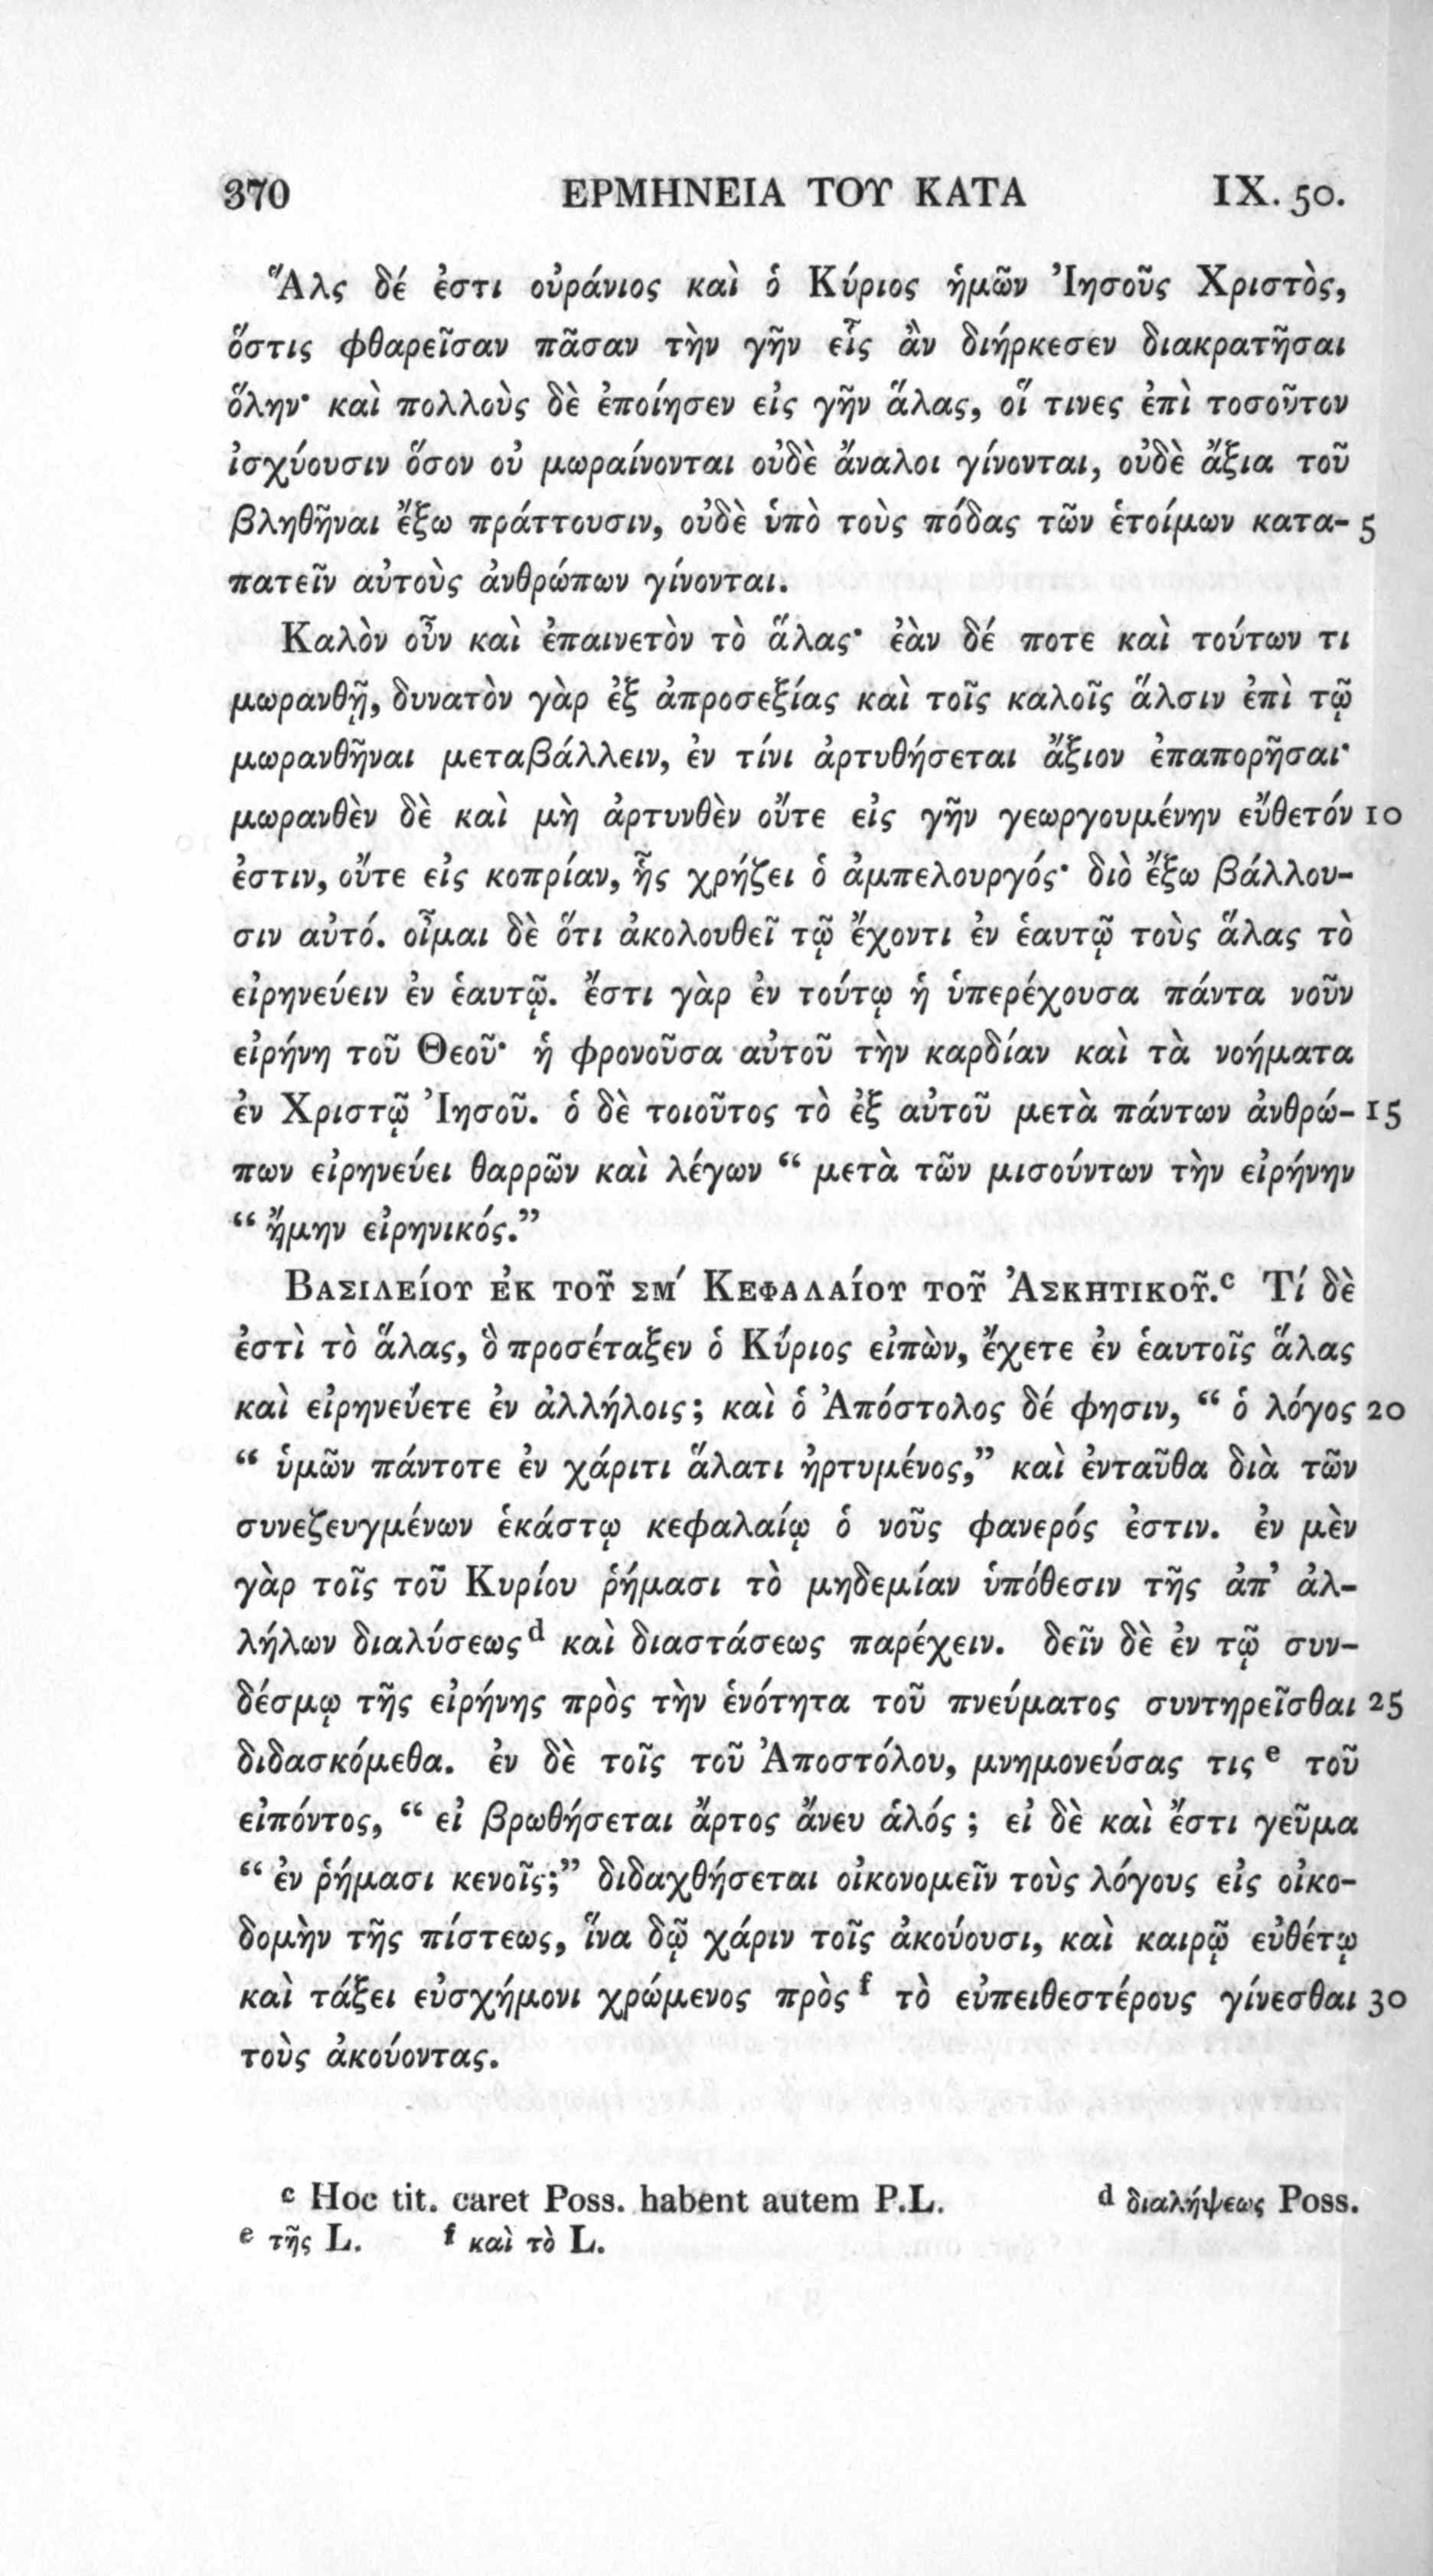 370 ΕΡΜΗΝΕΙΑ ΤΟΥ ΚΑΤΑ IX. 50.
Ἅλς δέ ἐστι οὐράνιος καὶ ὁ Κύριος ἡμῶν Ἰησοῦς Χριστὸς,
ὅστις φθαρεῖσαν πᾶσαν τὴν γῆν εἷς ἂν διήρκεσεν διακρατῆσαι
ὅλην· καὶ πολλοὺς δὲ ἐποίησεν εἰς γῆν ἅλας, οἵ τινες ἐπὶ τοσοῦτον
ἰσχύουσιν ὅσον οὐ μωραίνονται οὐδὲ ἄναλοι γίνονται, οὐδὲ ἄξια τοῦ
βληθῆναι ἔξω πράττουσιν, οὐδὲ ὑπὸ τοὺς πόδας τῶν ἑτοίμων κατα- 5
πατεῖν αὐτοὺς ἀνθρώπων γίνονται.
Καλὸν οὖν καὶ ἐπαινετὸν τὸ ἅλας· ἐὰν δέ ποτε καὶ τούτων τι
μωρανθῇ, δυνατὸν γὰρ ἐξ ἀπροσεξίας καὶ τοῖς καλοῖς ἅλσιν ἐπὶ τῷ
μωρανθῆναι μεταβάλλειν, ἐν τίνι ἀρτυθήσεται ἄξιον ἐπαπορῆσαι·
μωρανθὲν δὲ καὶ μὴ ἀρτυνθὲν οὔτε εἰς γῆν γεωργουμένην εὔθετόν 10
ἐστιν, οὔτε εἰς κοπρίαν, ἧς χρήζει ὁ ἀμπελουργός· διὸ ἔξω βάλλου-
σιν αὐτό. οἶμαι δὲ ὅτι ἀκολουθεῖ τῷ ἔχοντι ἐν ἑαυτῷ τοὺς ἅλας τὸ
εἰρηνεύειν ἐν ἑαυτῷ. ἔστι γὰρ ἐν τούτῳ ἡ ὑπερέχουσα πάντα νοῦν
εἰρήνη τοῦ Θεοῦ· ἡ φρονοῦσα αὐτοῦ τὴν καρδίαν καὶ τὰ νοήματα
ἐν Χριστῷ Ἰησοῦ. ὁ δὲ τοιοῦτος τὸ ἐξ αὐτοῦ μετὰ πάντων ἀνθρώ- 15
πων εἰρηνεύει θαρρῶν καὶ λέγων “ μετὰ τῶν μισούντων τὴν εἰρήνην
“ ἤμην εἰρηνικός.”
Βασιλείου ἐκ τοῦ σμ´ Κεφαλαίου τοῦ Ἀσκητικοῦ.ᶜ Τί δὲ
ἐστὶ τὸ ἅλας, ὃ προσέταξεν ὁ Κύριος εἰπὼν, ἔχετε ἐν ἑαυτοῖς ἅλας
καὶ εἰρηνεύετε ἐν ἀλλήλοις; καὶ ὁ Ἀπόστολος δέ φησιν, “ ὁ λόγος 20
“ ὑμῶν πάντοτε ἐν χάριτι ἅλατι ἠρτυμένος,” καὶ ἐνταῦθα διὰ τῶν
συνεζευγμένων ἑκάστῳ κεφαλαίῳ ὁ νοῦς φανερός ἐστιν. ἐν μὲν
γὰρ τοῖς τοῦ Κυρίου ῥήμασι τὸ μηδεμίαν ὑπόθεσιν τῆς ἀπ’ ἀλ-
λήλων διαλύσεωςᵈ καὶ διαστάσεως παρέχειν. δεῖν δὲ ἐν τῷ συν-
δέσμῳ τῆς εἰρήνης πρὸς τὴν ἑνότητα τοῦ πνεύματος συντηρεῖσθαι 25
διδασκόμεθα. ἐν δὲ τοῖς τοῦ Ἀποστόλου, μνημονεύσας τις ᵉ τοῦ
εἰπόντος, “ εἰ βρωθήσεται ἄρτος ἄνευ ἁλός ; εἰ δὲ καὶ ἔστι γεῦμα
“ ἐν ῥήμασι κενοῖς;” διδαχθήσεται οἰκονομεῖν τοὺς λόγους εἰς οἰκο-
δομὴν τῆς πίστεως, ἵνα δῷ χάριν τοῖς ἀκούουσι, καὶ καιρῷ εὐθέτῳ
καὶ τάξει εὐσχήμονι χρώμενος πρὸς ᶠ τὸ εὐπειθεστέρους γίνεσθαι 30
τοὺς ἀκούοντας.
ᶜ Hoc tit. caret Poss. habent autem P.L. ᵈ διαλήψεως Poss.
ᵉ τῆς L. ᶠ καὶ τὸ L.